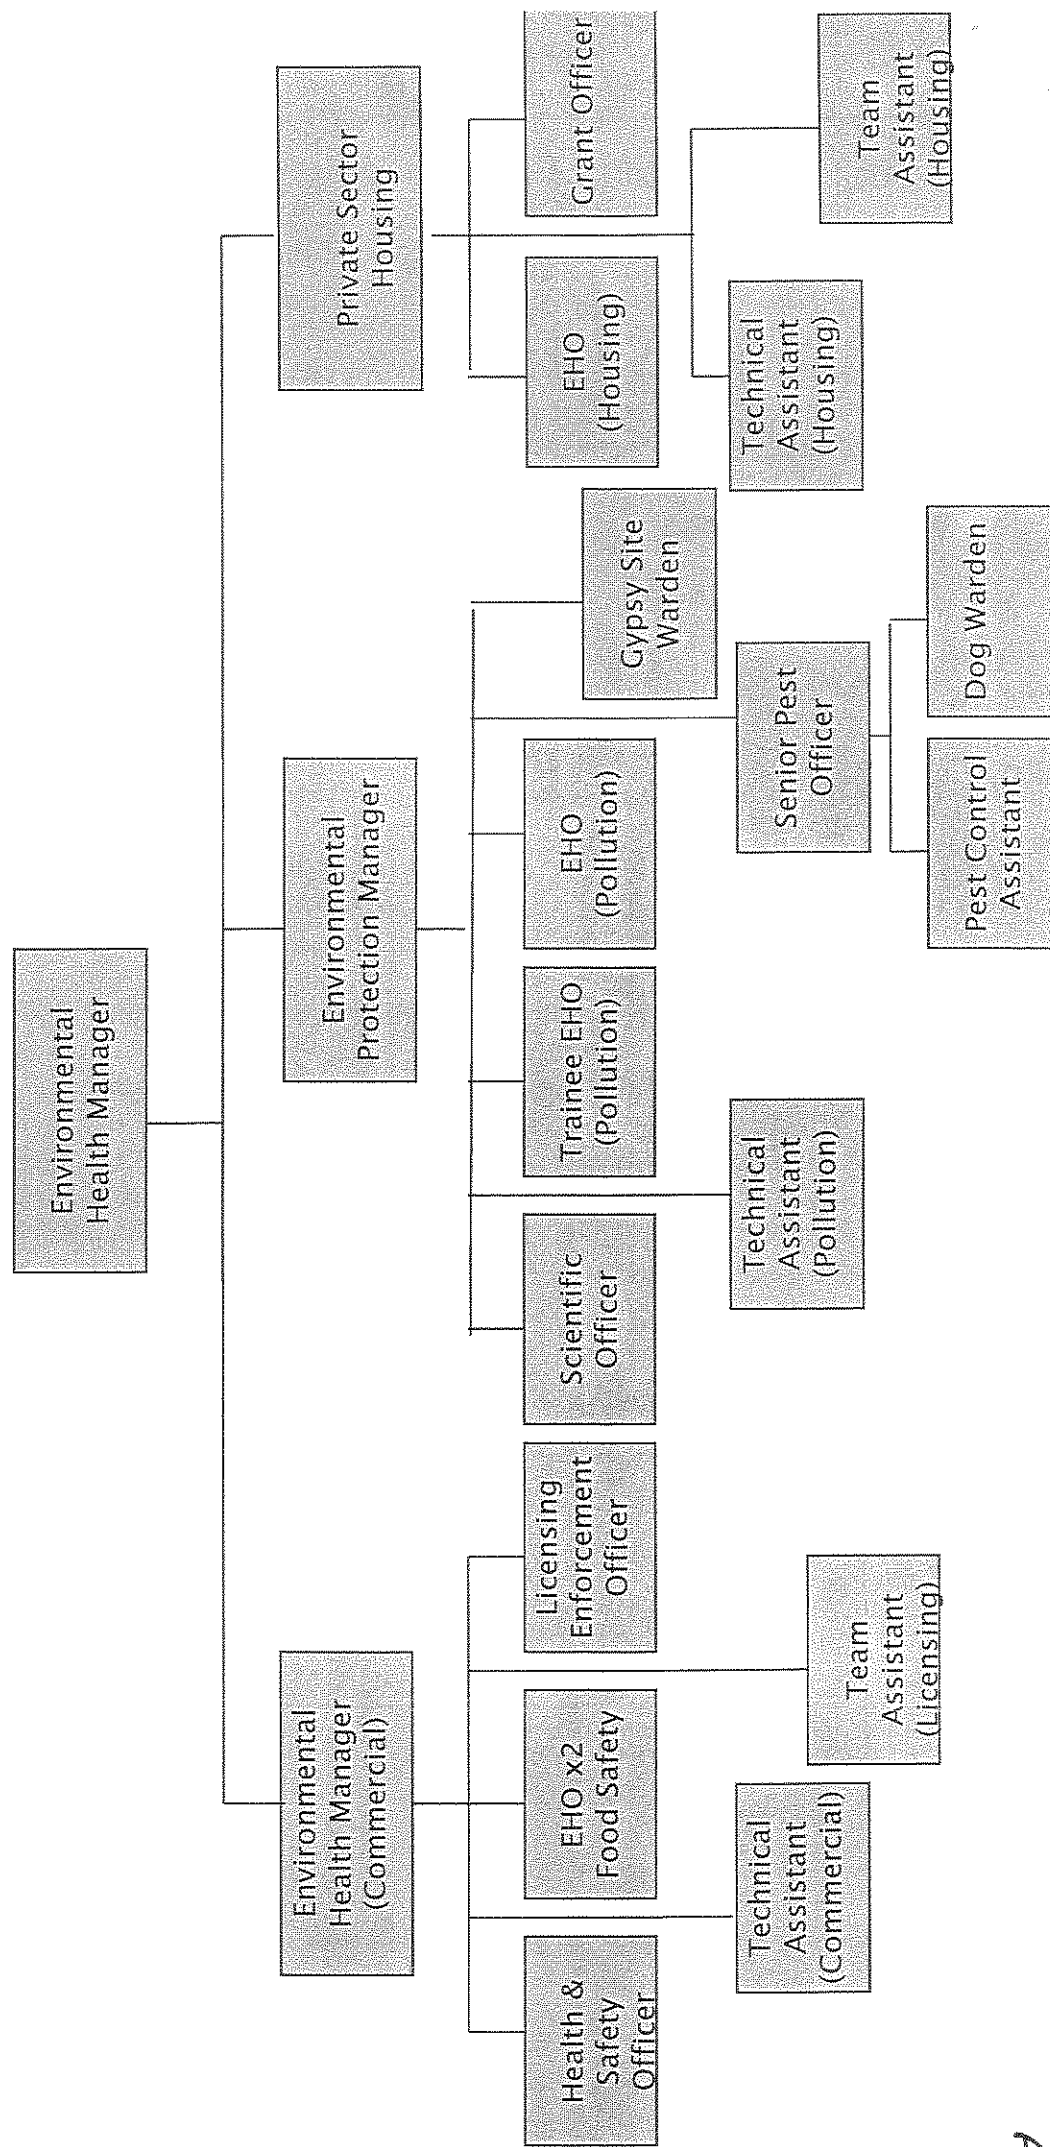 Environmental
Health Manager
Environmental
Health Manager
(Commercial)
Environmental
Protection Manager
Private Sector
Housing
Health &
Safety
Officer
EHO x2
Food Safety
Licensing
Enforcement
Officer
Technical
Assistant
(Commercial)
Team
Assistant
(Licensing)
Scientific
Officer
Trainee EHO
(Pollution)
EHO
(Pollution)
Gypsy Site
Warden
Technical
Assistant
(Pollution)
Senior Pest
Officer
Pest Control
Assistant
Dog Warden
EHO
(Housing)
Grant Officer
Technical
Assistant
(Housing)
Team
Assistant
(Housing)